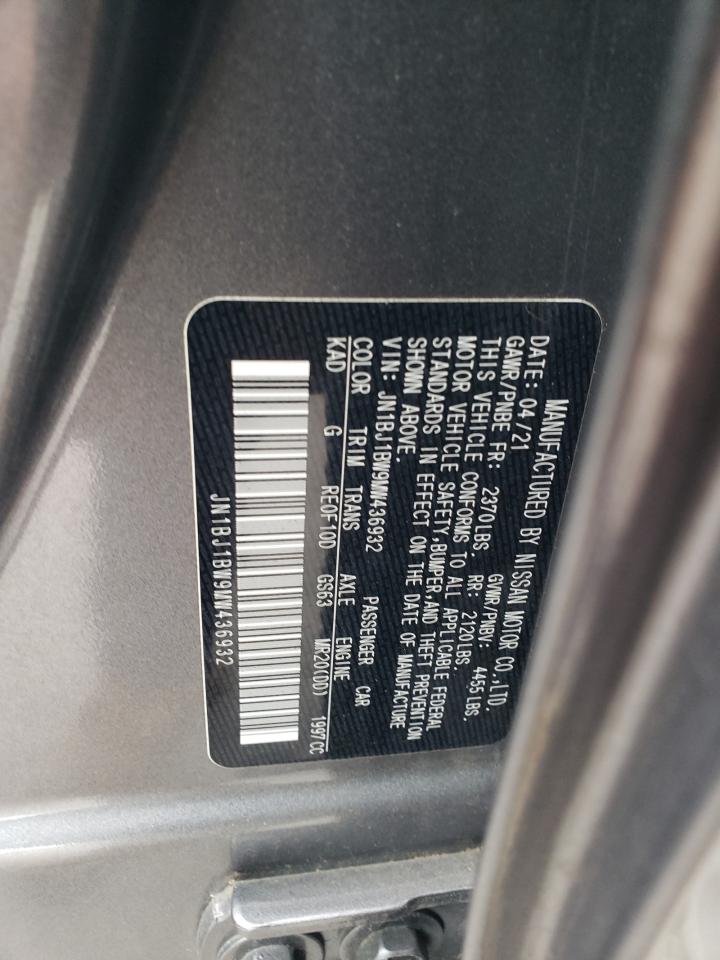 MANUFACTURED BY NISSAN MOTOR CO.,LTD
DATE: 04/21 GVWR/PNBV: 4455LBS.
GAWR/PNBE FR: 2370LBS. RR: 2120LBS.
THIS VEHICLE CONFORMS TO ALL APPLICABLE FEDERAL
MOTOR VEHICLE SAFETY,BUMPER,AND THEFT PREVENTION
STANDARDS IN EFFECT ON THE DATE OF MANUFACTURE
SHOWN ABOVE.
VIN: JN1BJ1BW9MW436932 PASSENGER CAR
COLOR TRIM TRANS AXLE ENGINE
KAD G RE0F10D GS63 MR20(DD) 1997CC
JN1BJ1BW9MW436932